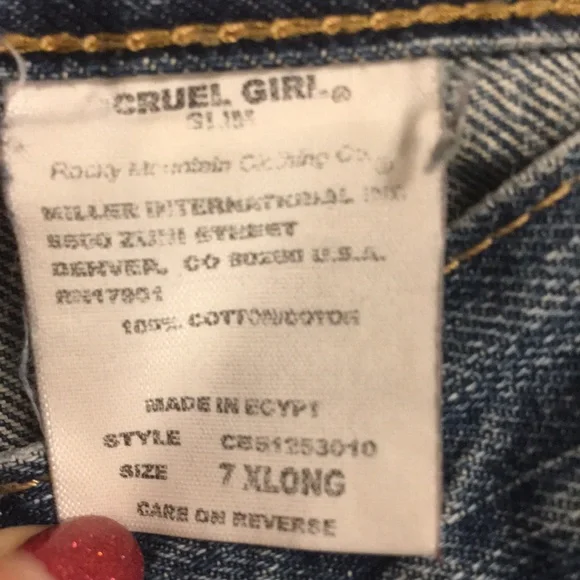 CRUEL GIRL®
SLIM
Rocky Mountain Clothing Co.®
MILLER INTERNATIONAL INC.
8500 ZUNI STREET
DENVER, CO 80260 U.S.A.
RN17901
100% COTTON/COTON
MADE IN EGYPT
STYLE CB51253010
SIZE 7 XLONG
CARE ON REVERSE